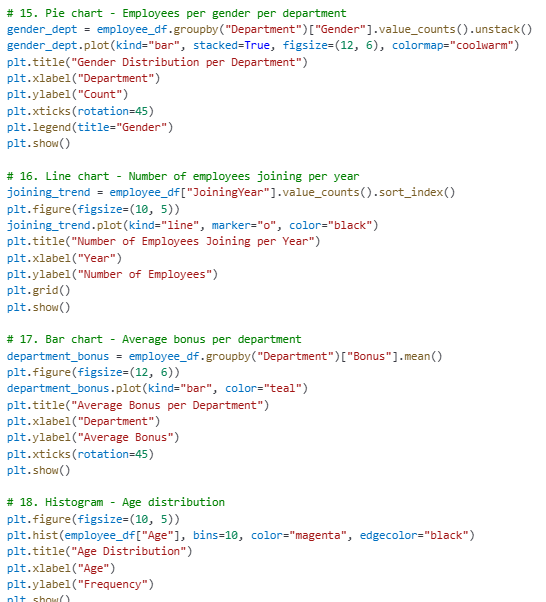 # 15. Pie chart - Employees per gender per department
gender_dept = employee_df.groupby("Department")["Gender"].value_counts().unstack()
gender_dept.plot(kind="bar", stacked=True, figsize=(12, 6), colormap="coolwarm")
plt.title("Gender Distribution per Department")
plt.xlabel("Department")
plt.ylabel("Count")
plt.xticks(rotation=45)
plt.legend(title="Gender")
plt.show()

# 16. Line chart - Number of employees joining per year
joining_trend = employee_df["JoiningYear"].value_counts().sort_index()
plt.figure(figsize=(10, 5))
joining_trend.plot(kind="line", marker="o", color="black")
plt.title("Number of Employees Joining per Year")
plt.xlabel("Year")
plt.ylabel("Number of Employees")
plt.grid()
plt.show()

# 17. Bar chart - Average bonus per department
department_bonus = employee_df.groupby("Department")["Bonus"].mean()
plt.figure(figsize=(12, 6))
department_bonus.plot(kind="bar", color="teal")
plt.title("Average Bonus per Department")
plt.xlabel("Department")
plt.ylabel("Average Bonus")
plt.xticks(rotation=45)
plt.show()

# 18. Histogram - Age distribution
plt.figure(figsize=(10, 5))
plt.hist(employee_df["Age"], bins=10, color="magenta", edgecolor="black")
plt.title("Age Distribution")
plt.xlabel("Age")
plt.ylabel("Frequency")
plt.show()